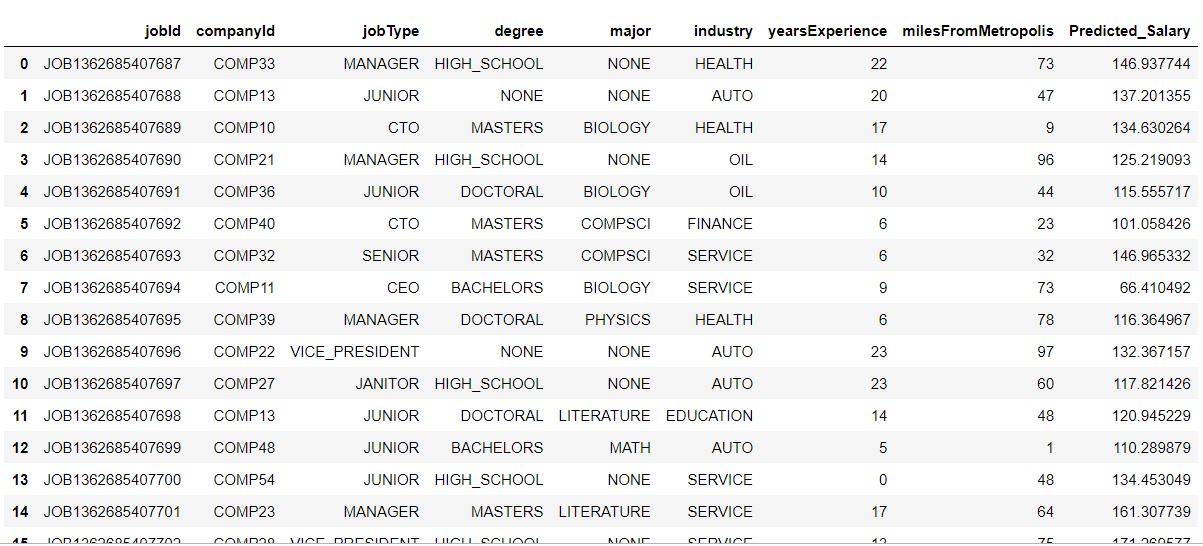 jobId companyId jobType degree major industry yearsExperience milesFromMetropolis Predicted_Salary
0 JOB1362685407687 COMP33 MANAGER HIGH_SCHOOL NONE HEALTH 22 73 146.937744
1 JOB1362685407688 COMP13 JUNIOR NONE NONE AUTO 20 47 137.201355
2 JOB1362685407689 COMP10 CTO MASTERS BIOLOGY HEALTH 17 9 134.630264
3 JOB1362685407690 COMP21 MANAGER HIGH_SCHOOL NONE OIL 14 96 125.219093
4 JOB1362685407691 COMP36 JUNIOR DOCTORAL BIOLOGY OIL 10 44 115.555717
5 JOB1362685407692 COMP40 CTO MASTERS COMPSCI FINANCE 6 23 101.058426
6 JOB1362685407693 COMP32 SENIOR MASTERS COMPSCI SERVICE 6 32 146.965332
7 JOB1362685407694 COMP11 CEO BACHELORS BIOLOGY SERVICE 9 73 66.410492
8 JOB1362685407695 COMP39 MANAGER DOCTORAL PHYSICS HEALTH 6 78 116.364967
9 JOB1362685407696 COMP22 VICE_PRESIDENT NONE NONE AUTO 23 97 132.367157
10 JOB1362685407697 COMP27 JANITOR HIGH_SCHOOL NONE AUTO 23 60 117.821426
11 JOB1362685407698 COMP13 JUNIOR DOCTORAL LITERATURE EDUCATION 14 48 120.945229
12 JOB1362685407699 COMP48 JUNIOR BACHELORS MATH AUTO 5 1 110.289879
13 JOB1362685407700 COMP54 JUNIOR HIGH_SCHOOL NONE SERVICE 0 48 134.453049
14 JOB1362685407701 COMP23 MANAGER MASTERS LITERATURE SERVICE 17 64 161.307739
15 JOB1362685407702 VICE_PRESIDENT HIGH_SCHOOL NONE SERVICE